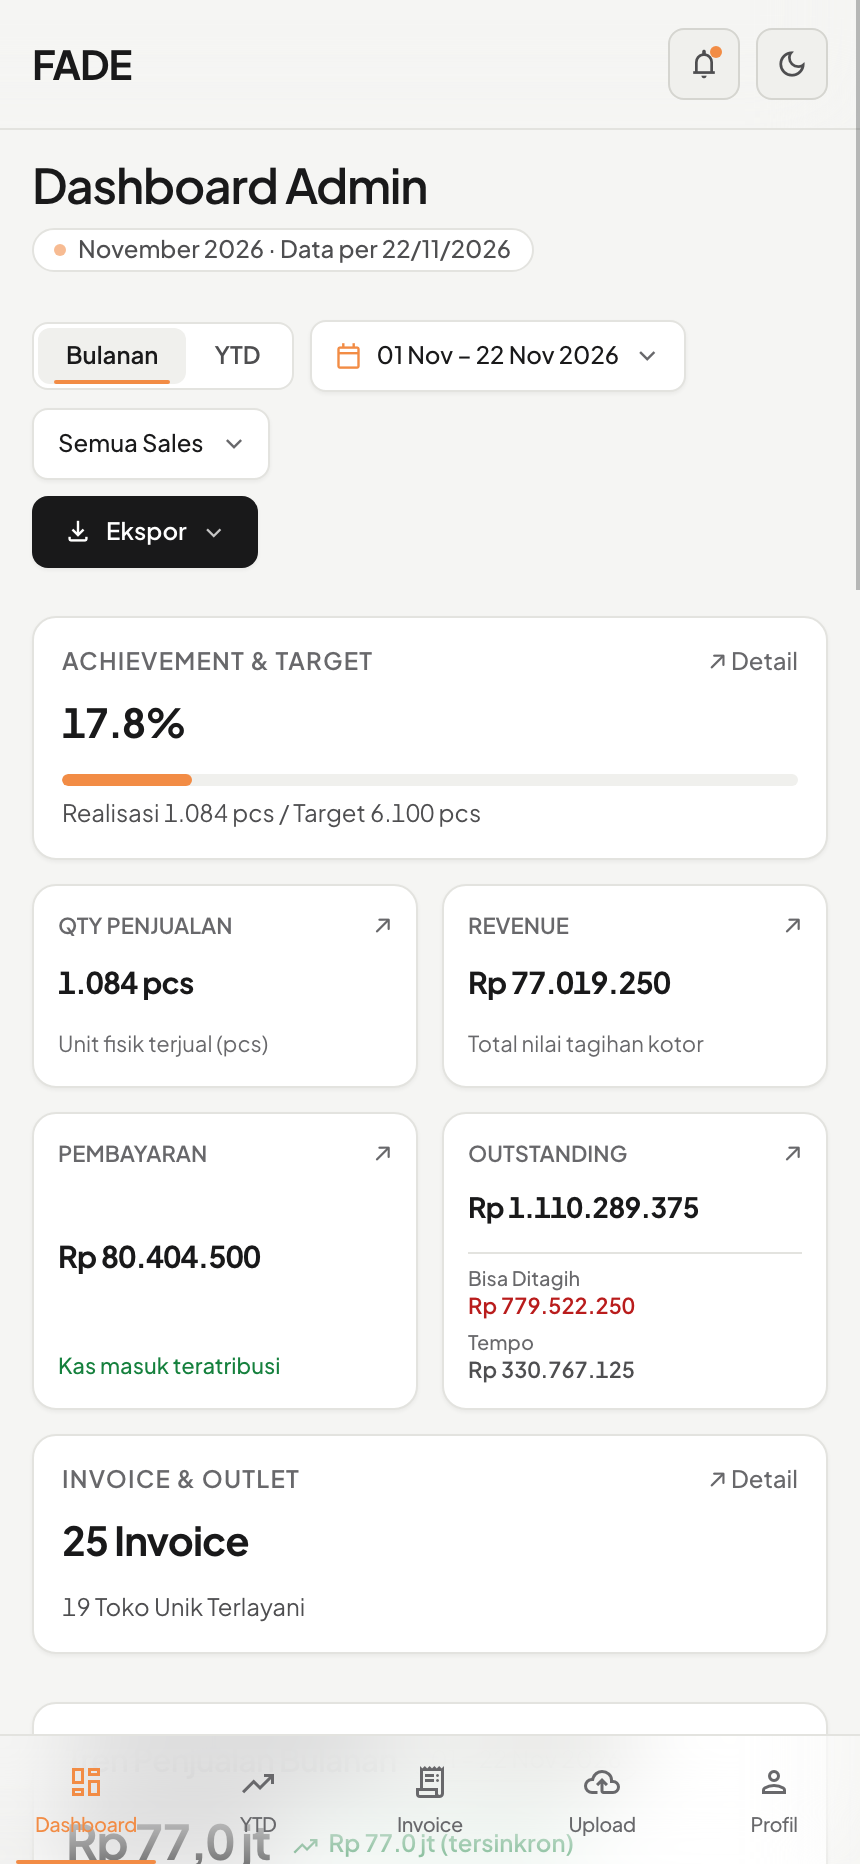 FADE
Dashboard Admin
November 2026 · Data per 22/11/2026
Bulanan
YTD
01 Nov – 22 Nov 2026
Semua Sales
Ekspor
ACHIEVEMENT & TARGET
Detail
17.8%
Realisasi 1.084 pcs / Target 6.100 pcs
QTY PENJUALAN
1.084 pcs
Unit fisik terjual (pcs)
REVENUE
Rp 77.019.250
Total nilai tagihan kotor
PEMBAYARAN
Rp 80.404.500
Kas masuk teratribusi
OUTSTANDING
Rp 1.110.289.375
Bisa Ditagih
Rp 779.522.250
Tempo
Rp 330.767.125
INVOICE & OUTLET
Detail
25 Invoice
19 Toko Unik Terlayani
Penjualan Bulanan
Rp 77,0 jt
Rp 77.0 jt (tersinkron)
Dashboard
YTD
Invoice
Upload
Profil